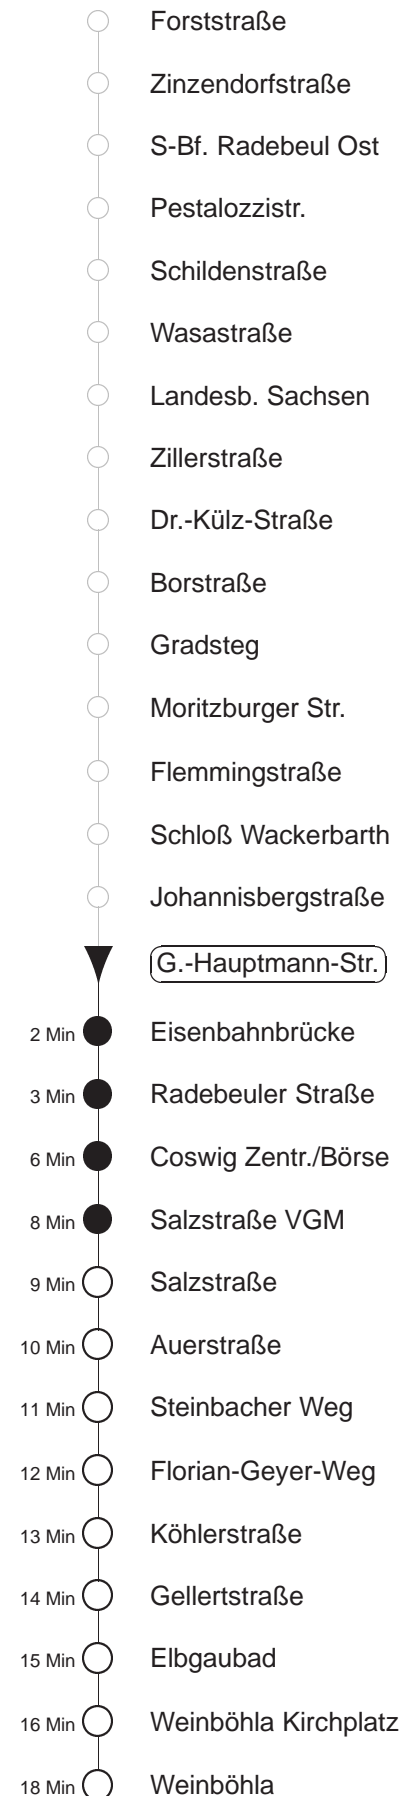 Forststraße
Zinzendorfstraße
S-Bf. Radebeul Ost
Pestalozzistr.
Schildenstraße
Wasastraße
Landesb. Sachsen
Zillerstraße
Dr.-Külz-Straße
Borstraße
Gradsteg
Moritzburger Str.
Flemmingstraße
Schloß Wackerbarth
Johannisbergstraße
G.-Hauptmann-Str.
2 Min Eisenbahnbrücke
3 Min Radebeuler Straße
6 Min Coswig Zentr./Börse
8 Min Salzstraße VGM
9 Min Salzstraße
10 Min Auerstraße
11 Min Steinbacher Weg
12 Min Florian-Geyer-Weg
13 Min Köhlerstraße
14 Min Gellertstraße
15 Min Elbgaubad
16 Min Weinböhla Kirchplatz
18 Min Weinböhla